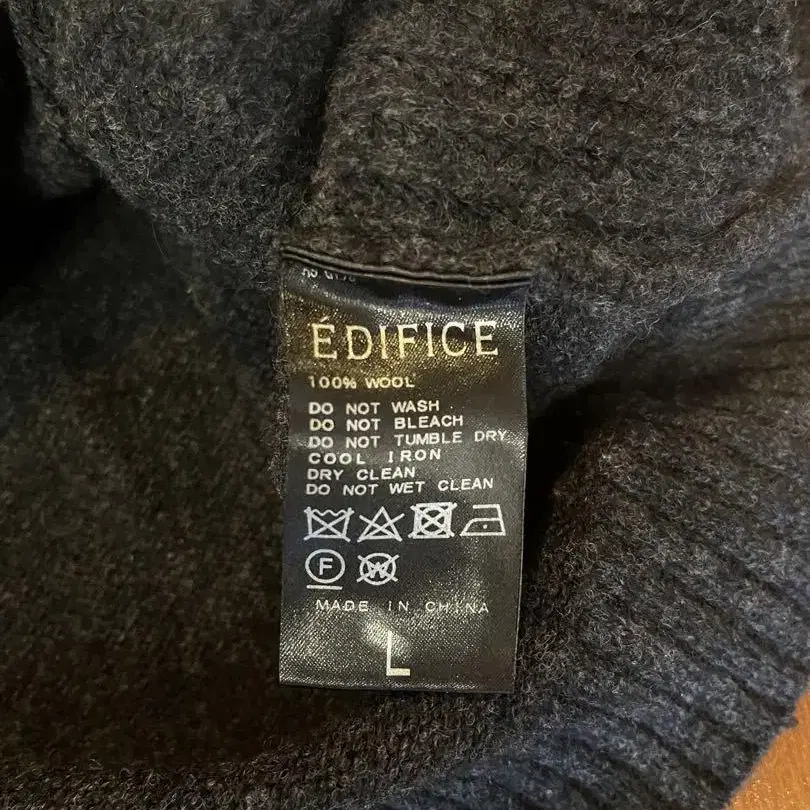 ÉDIFICE
100% WOOL
DO NOT WASH
DO NOT BLEACH
DO NOT TUMBLE DRY
COOL IRON
DRY CLEAN
DO NOT WET CLEAN
F W
MADE IN CHINA
L